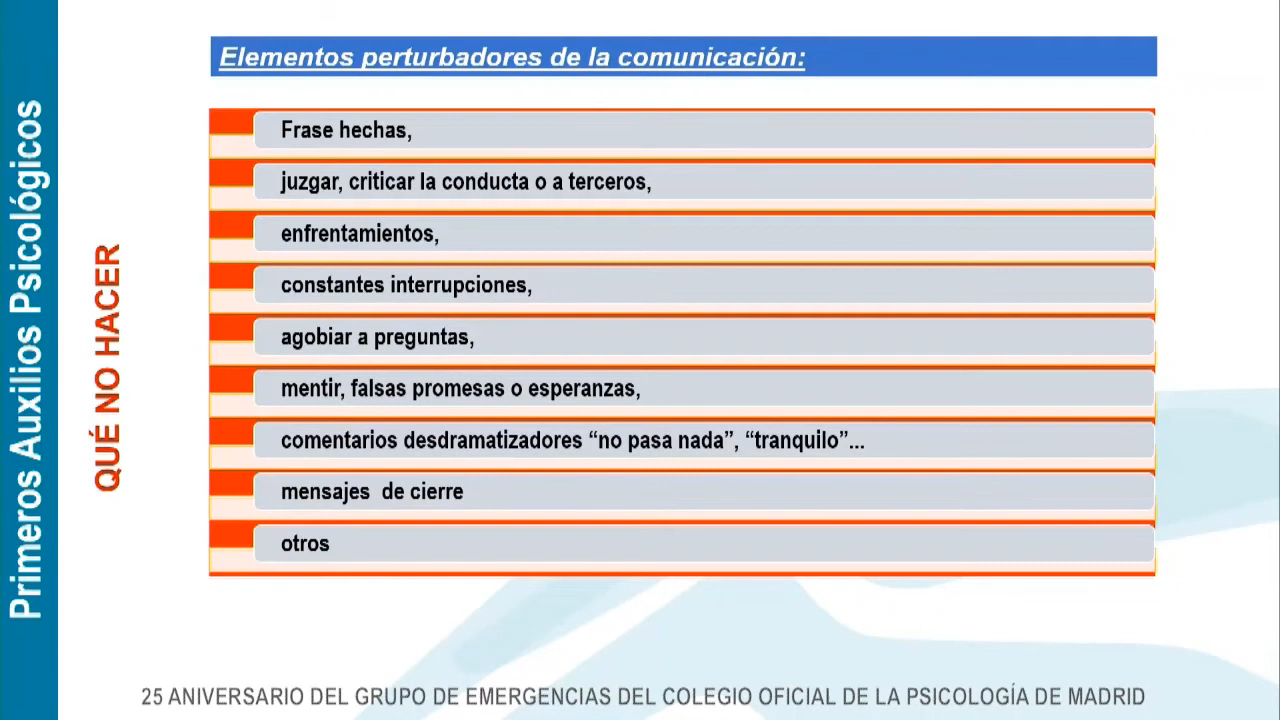 Primeros Auxilios Psicológicos
QUÉ NO HACER
Elementos perturbadores de la comunicación:
Frase hechas,
juzgar, criticar la conducta o a terceros,
enfrentamientos,
constantes interrupciones,
agobiar a preguntas,
mentir, falsas promesas o esperanzas,
comentarios desdramatizadores “no pasa nada”, “tranquilo”...
mensajes  de cierre
otros
25 ANIVERSARIO DEL GRUPO DE EMERGENCIAS DEL COLEGIO OFICIAL DE LA PSICOLOGÍA DE MADRID